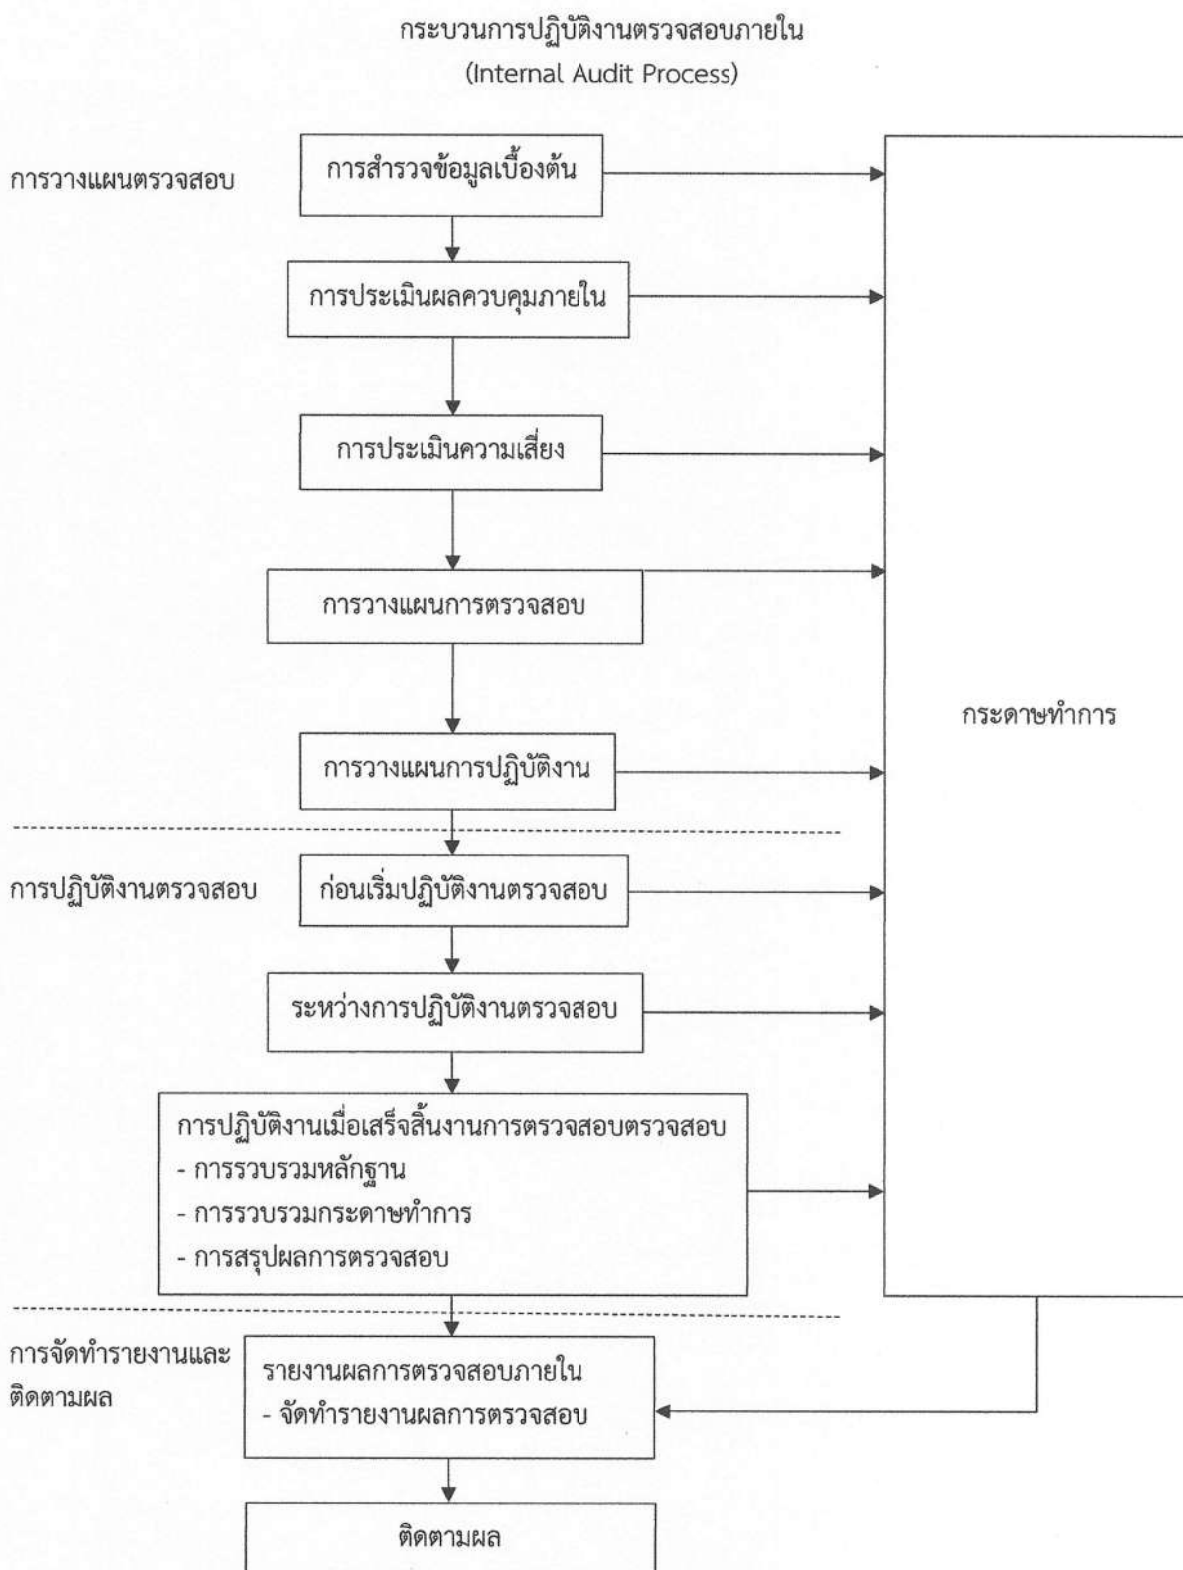 กระบวนการปฏิบัติงานตรวจสอบภายใน
(Internal Audit Process)
การวางแผนตรวจสอบ
การสำรวจข้อมูลเบื้องต้น
การประเมินผลควบคุมภายใน
การประเมินความเสี่ยง
การวางแผนการตรวจสอบ
กระดาษทำการ
การวางแผนการปฏิบัติงาน
การปฏิบัติงานตรวจสอบ
ก่อนเริ่มปฏิบัติงานตรวจสอบ
ระหว่างการปฏิบัติงานตรวจสอบ
การปฏิบัติงานเมื่อเสร็จสิ้นงานการตรวจสอบตรวจสอบ
- การรวบรวมหลักฐาน
- การรวบรวมกระดาษทำการ
- การสรุปผลการตรวจสอบ
การจัดทำรายงานและ
ติดตามผล
รายงานผลการตรวจสอบภายใน
- จัดทำรายงานผลการตรวจสอบ
ติดตามผล